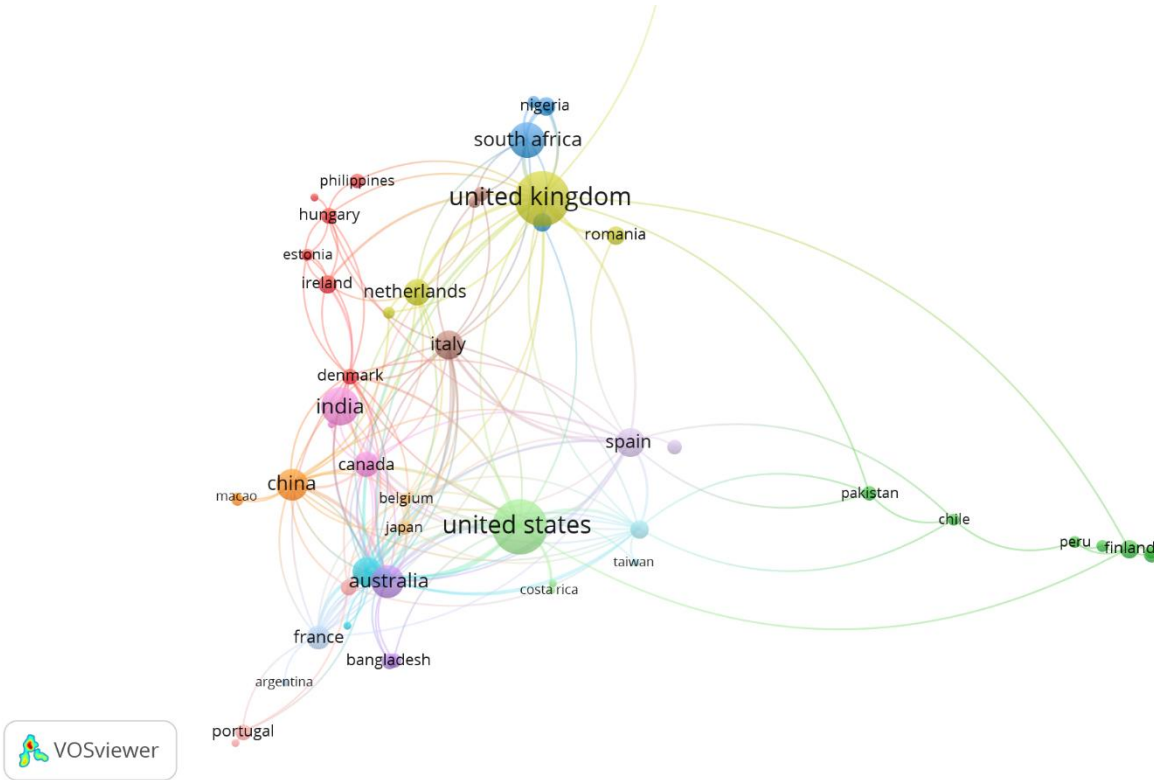 nigeria
south africa
philippines
united kingdom
hungary
romania
estonia
ireland
netherlands
italy
denmark
india
spain
canada
china
belgium
macao
pakistan
japan
united states
chile
peru
finland
taiwan
australia
costa rica
france
bangladesh
argentina
portugal
VOSviewer